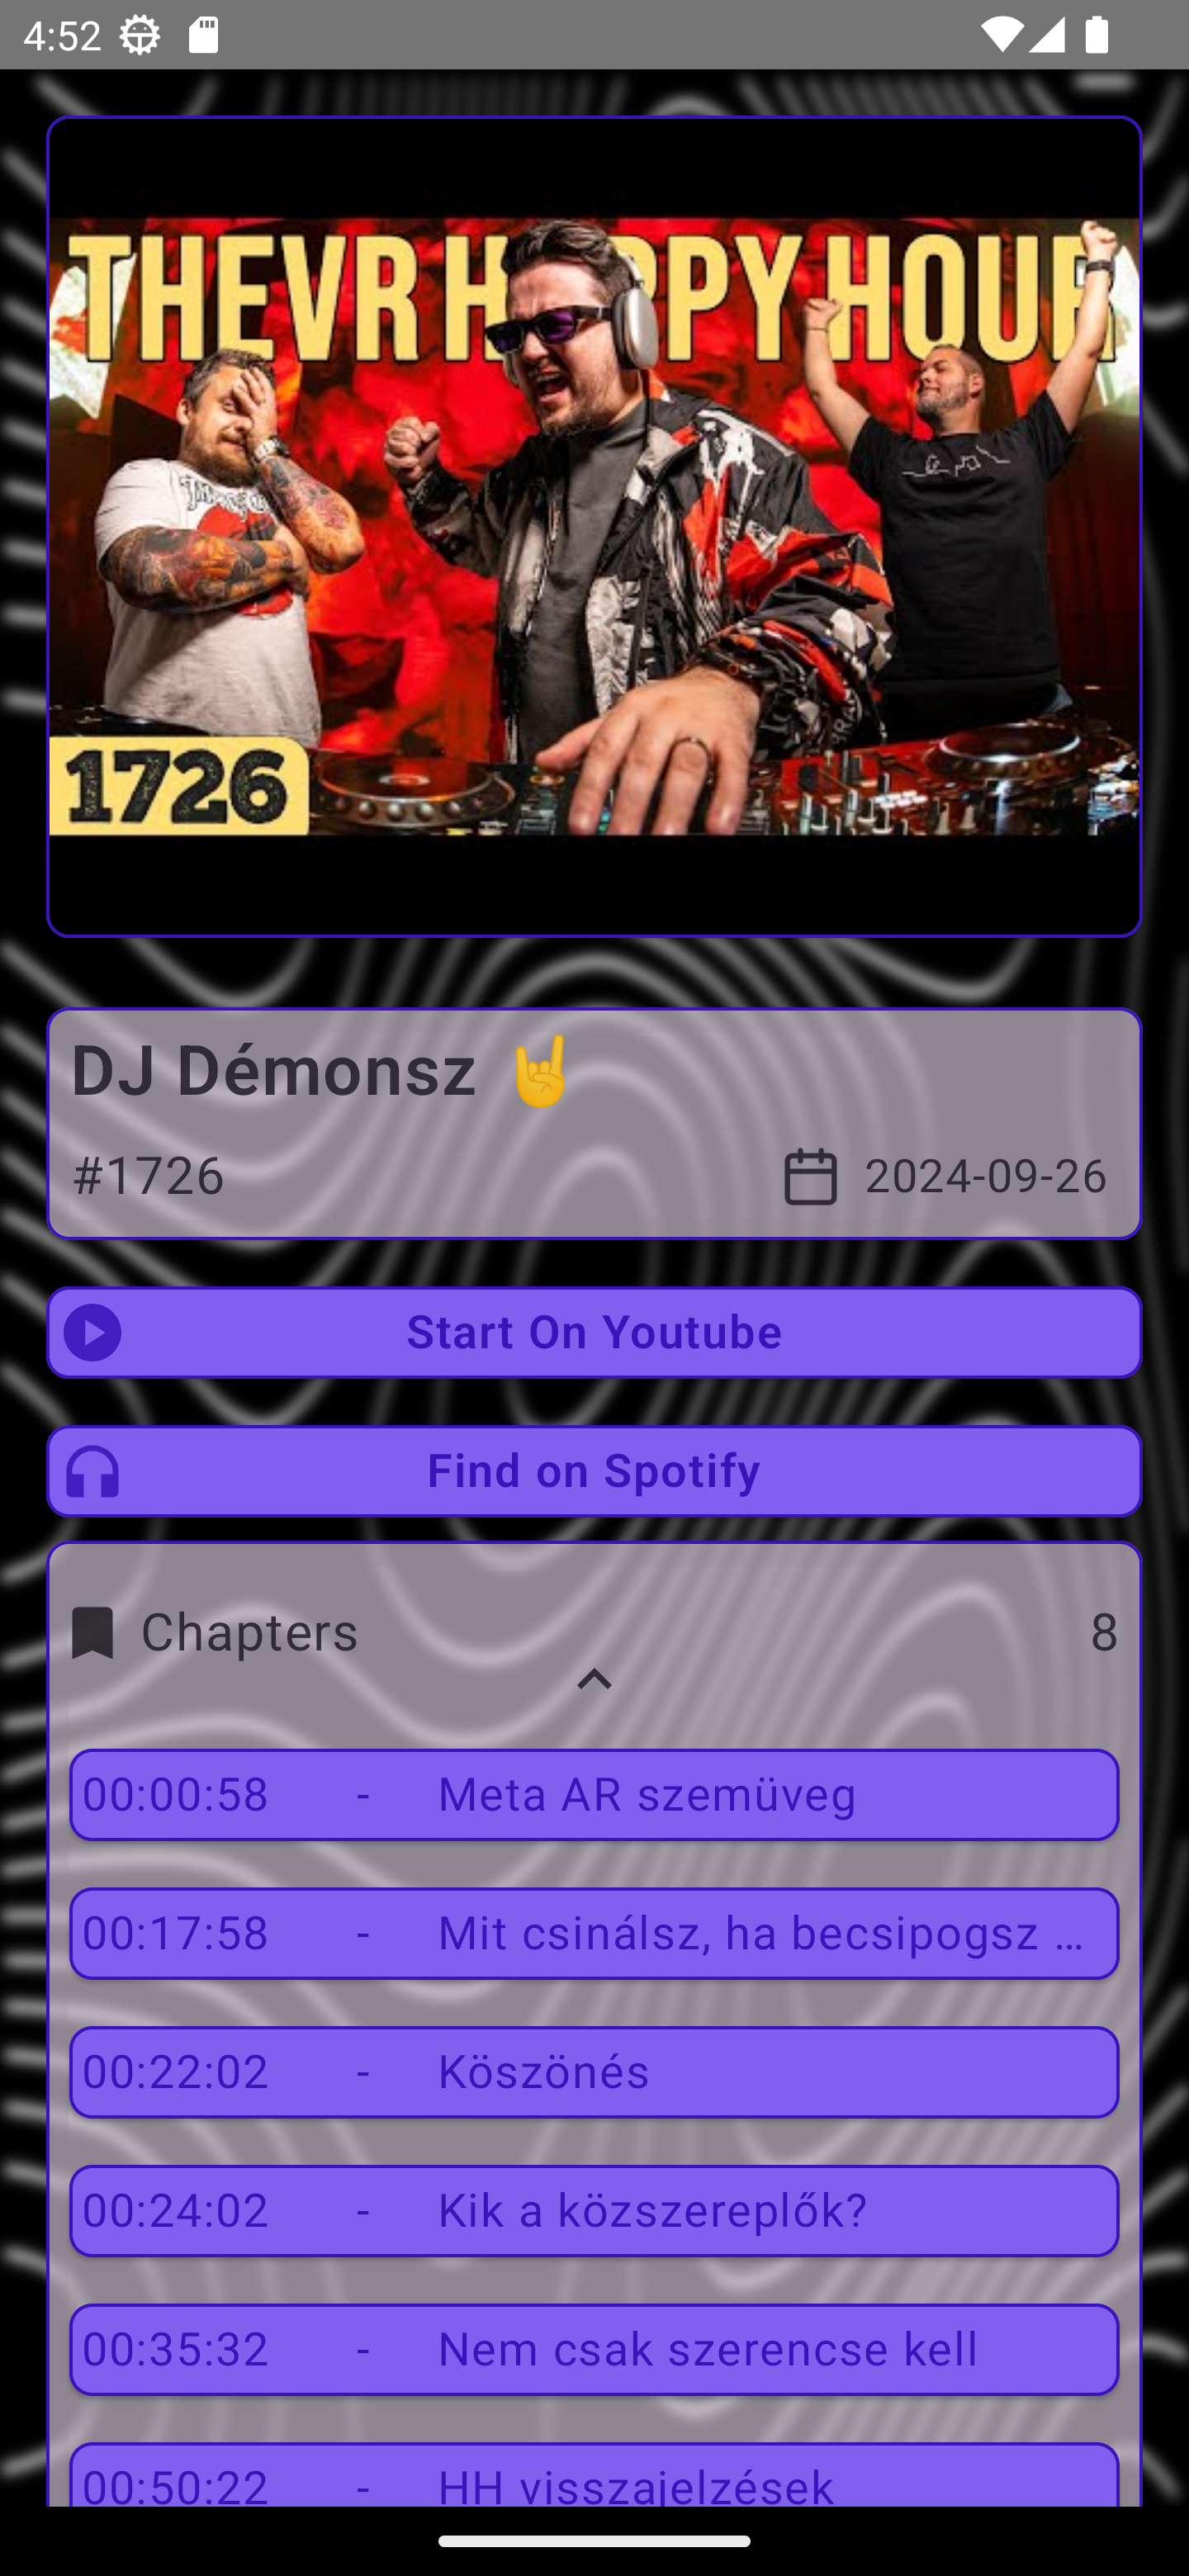 4:52
THEVR HAPPY HOUR
1726
DJ Démonsz 🤘
#1726
2024-09-26
Start On Youtube
Find on Spotify
Chapters 8
00:00:58 - Meta AR szemüveg
00:17:58 - Mit csinálsz, ha becsipogsz ...
00:22:02 - Köszönés
00:24:02 - Kik a közszereplők?
00:35:32 - Nem csak szerencse kell
00:50:22 - HH visszajelzések